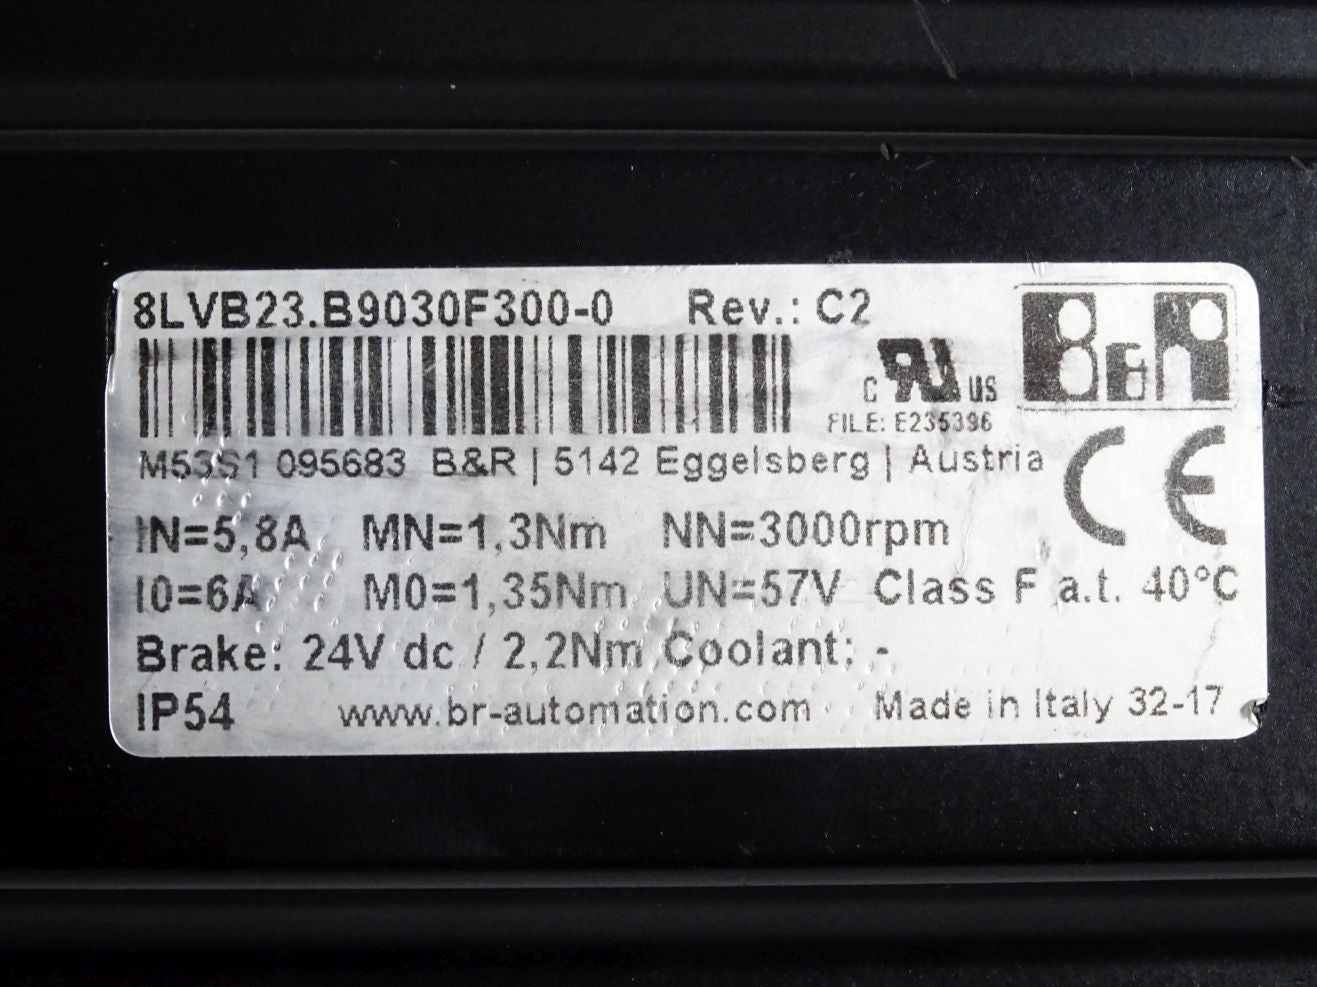 8LVB23.B9030F300-0 Rev.: C2
B&R
C RU US
FILE: E235396
M53S1 095683 B&R | 5142 Eggelsberg | Austria
CE
IN=5,8A MN=1,3Nm NN=3000rpm
I0=6A M0=1,35Nm UN=57V Class F a.t. 40°C
Brake: 24V dc / 2,2Nm Coolant: -
IP54 www.br-automation.com Made in Italy 32-17